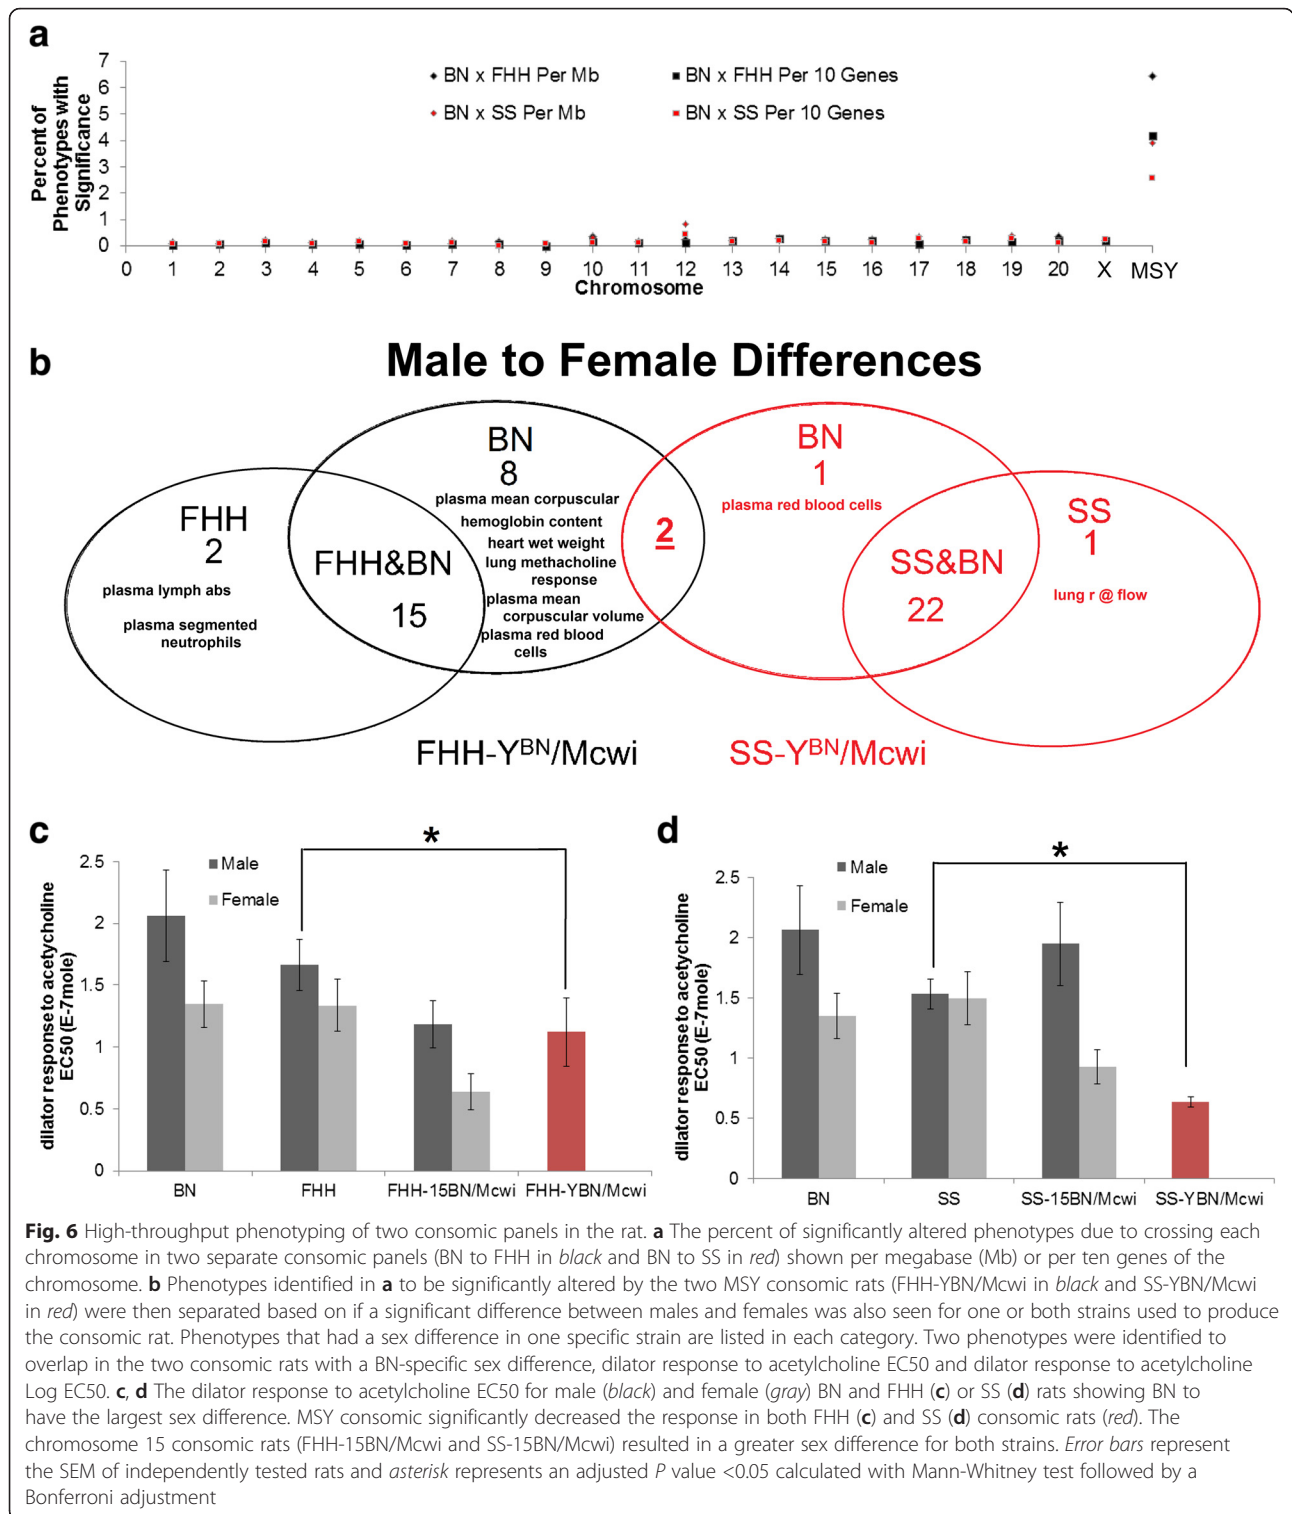 a
Percent of
Phenotypes with
Significance
7
6
5
4
3
2
1
0
BN x FHH Per Mb
BN x FHH Per 10 Genes
BN x SS Per Mb
BN x SS Per 10 Genes
0 1 2 3 4 5 6 7 8 9 10 11 12 13 14 15 16 17 18 19 20 X MSY
Chromosome
b
Male to Female Differences
FHH
2
plasma lymph abs
plasma segmented
neutrophils
FHH&BN
15
BN
8
plasma mean corpuscular
hemoglobin content
heart wet weight
lung methacholine
response
plasma mean
corpuscular volume
plasma red blood
cells
2
BN
1
plasma red blood cells
SS&BN
22
SS
1
lung r @ flow
FHH-YBN/Mcwi
SS-YBN/Mcwi
c
dilator response to acetycholine
EC50 (E-7mole)
2.5
2
1.5
1
0.5
0
Male
Female
*
BN FHH FHH-15BN/Mcwi FHH-YBN/Mcwi
d
dilator response to acetycholine
EC50 (E-7mole)
2.5
2
1.5
1
0.5
0
Male
Female
*
BN SS SS-15BN/Mcwi SS-YBN/Mcwi
Fig. 6 High-throughput phenotyping of two consomic panels in the rat. a The percent of significantly altered phenotypes due to crossing each
chromosome in two separate consomic panels (BN to FHH in black and BN to SS in red) shown per megabase (Mb) or per ten genes of the
chromosome. b Phenotypes identified in a to be significantly altered by the two MSY consomic rats (FHH-YBN/Mcwi in black and SS-YBN/Mcwi
in red) were then separated based on if a significant difference between males and females was also seen for one or both strains used to produce
the consomic rat. Phenotypes that had a sex difference in one specific strain are listed in each category. Two phenotypes were identified to
overlap in the two consomic rats with a BN-specific sex difference, dilator response to acetylcholine EC50 and dilator response to acetylcholine
Log EC50. c, d The dilator response to acetylcholine EC50 for male (black) and female (gray) BN and FHH (c) or SS (d) rats showing BN to
have the largest sex difference. MSY consomic significantly decreased the response in both FHH (c) and SS (d) consomic rats (red). The
chromosome 15 consomic rats (FHH-15BN/Mcwi and SS-15BN/Mcwi) resulted in a greater sex difference for both strains. Error bars represent
the SEM of independently tested rats and asterisk represents an adjusted P value <0.05 calculated with Mann-Whitney test followed by a
Bonferroni adjustment